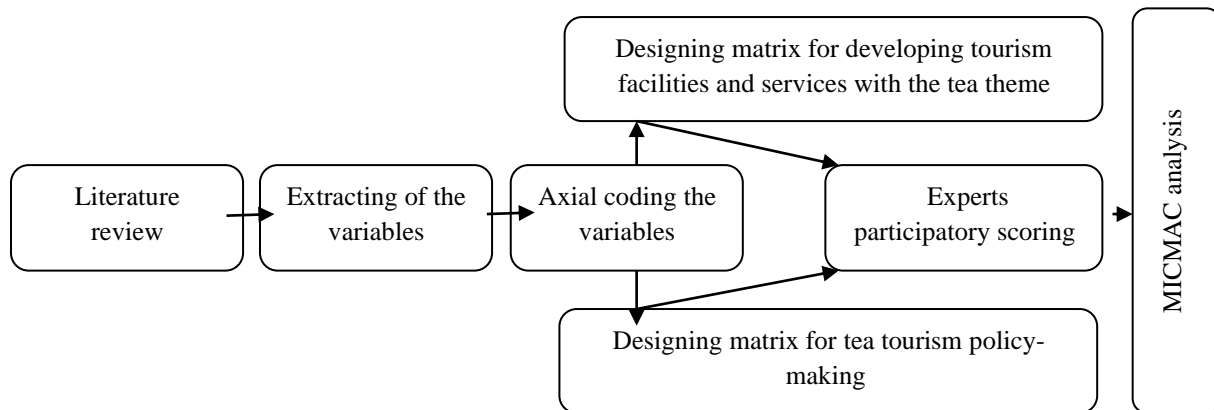 Literature
review
Extracting of the
variables
Axial coding the
variables
Designing matrix for developing tourism
facilities and services with the tea theme
Designing matrix for tea tourism policy-
making
Experts
participatory scoring
MICMAC analysis